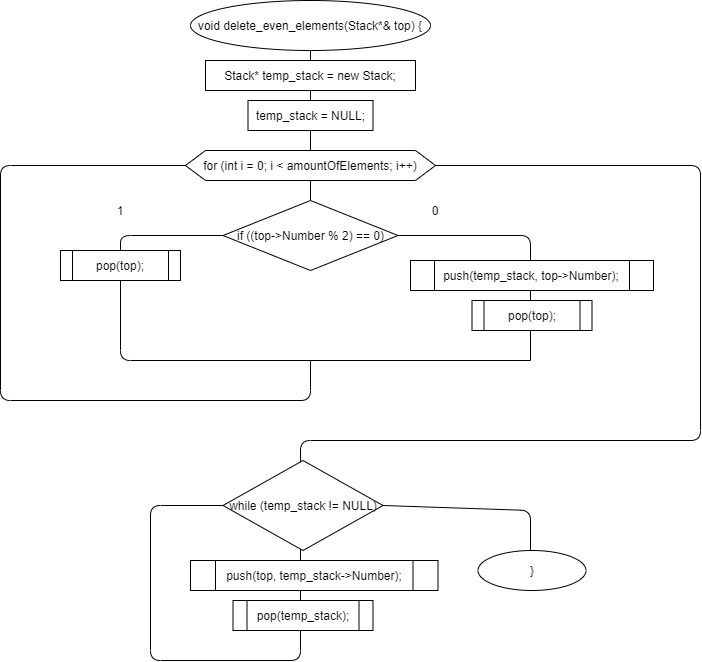 void delete_even_elements(Stack*& top) {
Stack* temp_stack = new Stack;
temp_stack = NULL;
for (int i = 0; i < amountOfElements; i++)
1
0
if ((top->Number % 2) == 0)
pop(top);
push(temp_stack, top->Number);
pop(top);
while (temp_stack != NULL)
push(top, temp_stack->Number);
}
pop(temp_stack);